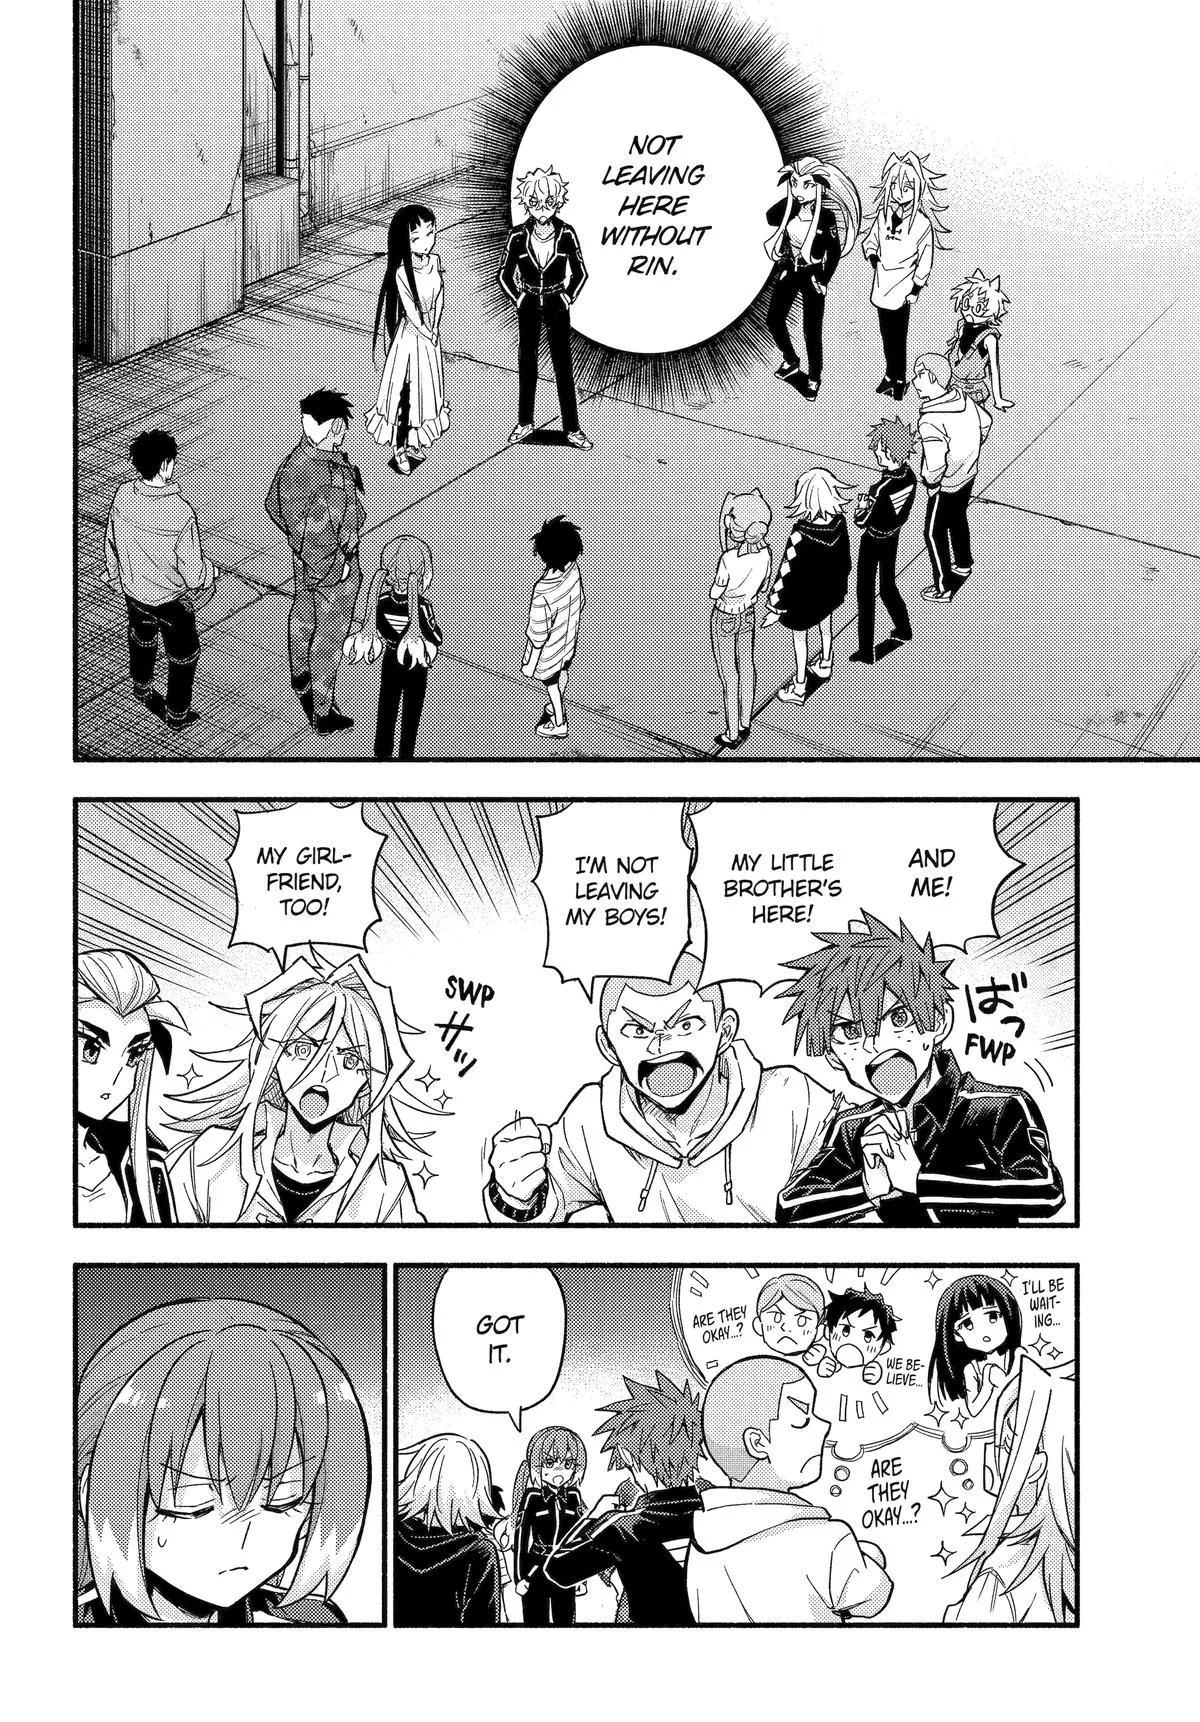 NOT
LEAVING
HERE
WITHOUT
RIN.
AND
ME!
MY LITTLE
BROTHER'S
HERE!
ばっ
FWP
I'M NOT
LEAVING
MY BOYS!
MY GIRL-
FRIEND,
TOO!
SWP
サッ
I'LL BE
WAIT-
ING...
WE BE-
LIEVE...
ARE THEY
OKAY...?
ARE
THEY
OKAY...?
GOT
IT.